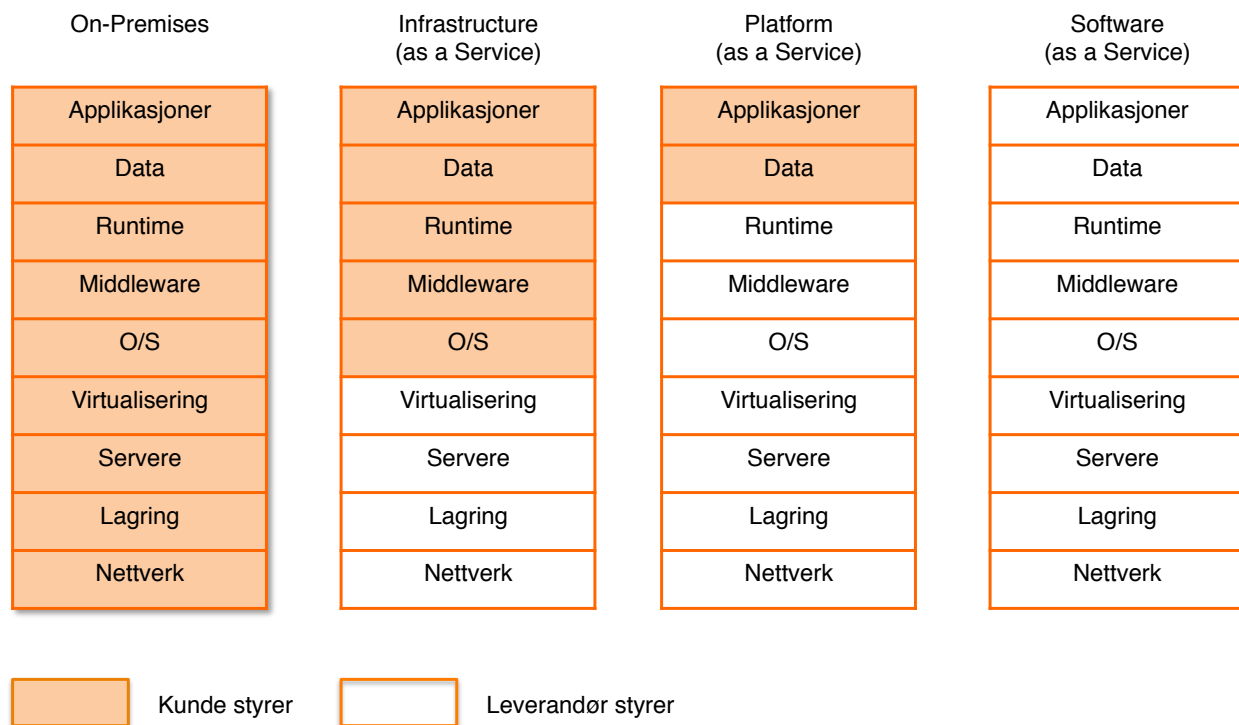 On-Premises
Infrastructure
(as a Service)
Platform
(as a Service)
Software
(as a Service)
Applikasjoner
Data
Runtime
Middleware
O/S
Virtualisering
Servere
Lagring
Nettverk
Applikasjoner
Data
Runtime
Middleware
O/S
Virtualisering
Servere
Lagring
Nettverk
Applikasjoner
Data
Runtime
Middleware
O/S
Virtualisering
Servere
Lagring
Nettverk
Applikasjoner
Data
Runtime
Middleware
O/S
Virtualisering
Servere
Lagring
Nettverk
Kunde styrer
Leverandør styrer